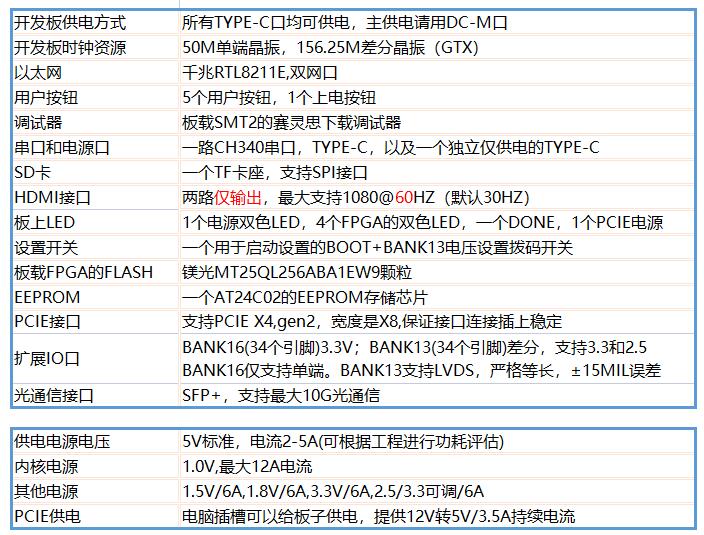 开发板供电方式 所有TYPE-C口均可供电，主供电请用DC-M口
开发板时钟资源 50M单端晶振，156.25M差分晶振（GTX）
以太网 千兆RTL8211E,双网口
用户按钮 5个用户按钮，1个上电按钮
调试器 板载SMT2的赛灵思下载调试器
串口和电源口 一路CH340串口，TYPE-C，以及一个独立仅供电的TYPE-C
SD卡 一个TF卡座，支持SPI接口
HDMI接口 两路仅输出，最大支持1080@60HZ（默认30HZ）
板上LED 1个电源双色LED，4个FPGA的双色LED，一个DONE，1个PCIE电源
设置开关 一个用于启动设置的BOOT+BANK13电压设置拨码开关
板载FPGA的FLASH 镁光MT25QL256ABA1EW9颗粒
EEPROM 一个AT24C02的EEPROM存储芯片
PCIE接口 支持PCIE X4,gen2，宽度是X8,保证接口连接插上稳定
扩展IO口 BANK16(34个引脚)3.3V；BANK13(34个引脚)差分，支持3.3和2.5
BANK16仅支持单端。BANK13支持LVDS，严格等长，±15MIL误差
光通信接口 SFP+，支持最大10G光通信
供电电源电压 5V标准，电流2-5A(可根据工程进行功耗评估)
内核电源 1.0V,最大12A电流
其他电源 1.5V/6A,1.8V/6A,3.3V/6A,2.5/3.3可调/6A
PCIE供电 电脑插槽可以给板子供电，提供12V转5V/3.5A持续电流